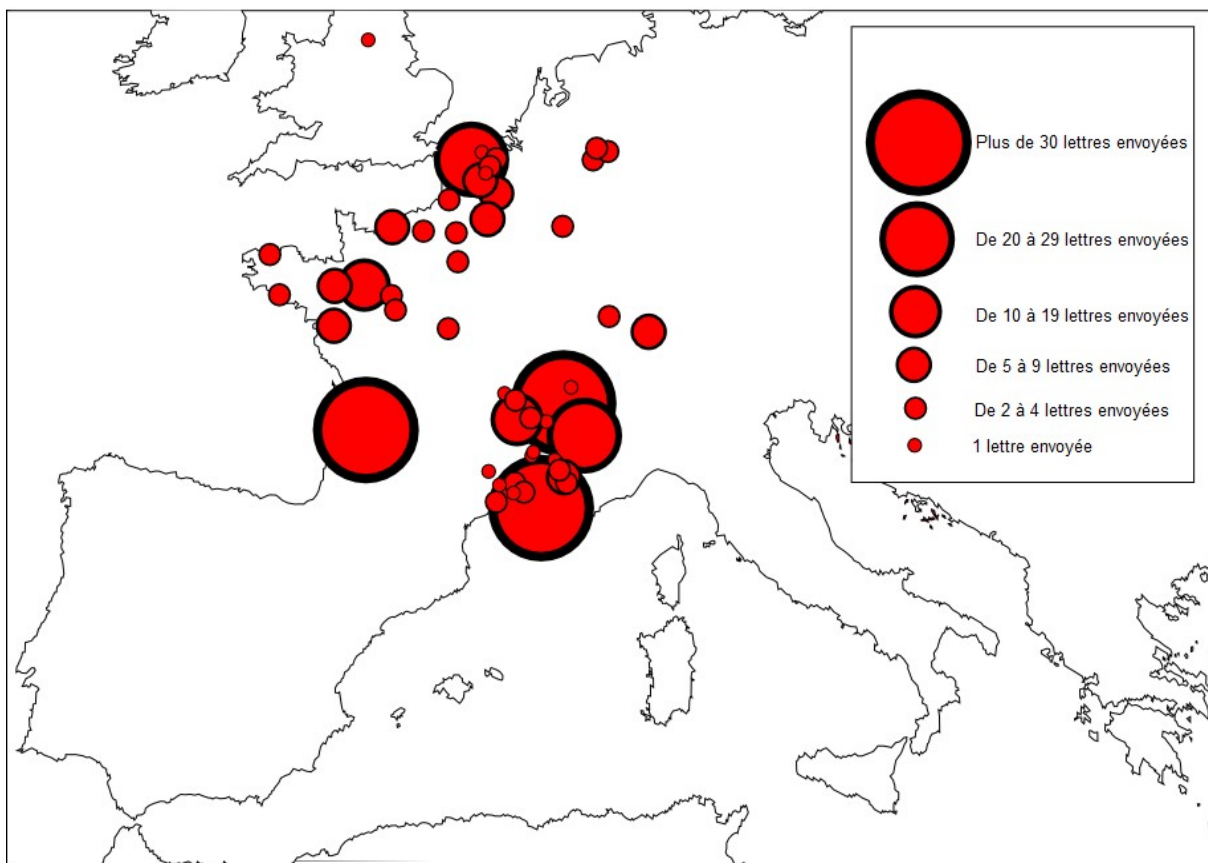 Plus de 30 lettres envoyées
De 20 à 29 lettres envoyées
De 10 à 19 lettres envoyées
De 5 à 9 lettres envoyées
De 2 à 4 lettres envoyées
1 lettre envoyée